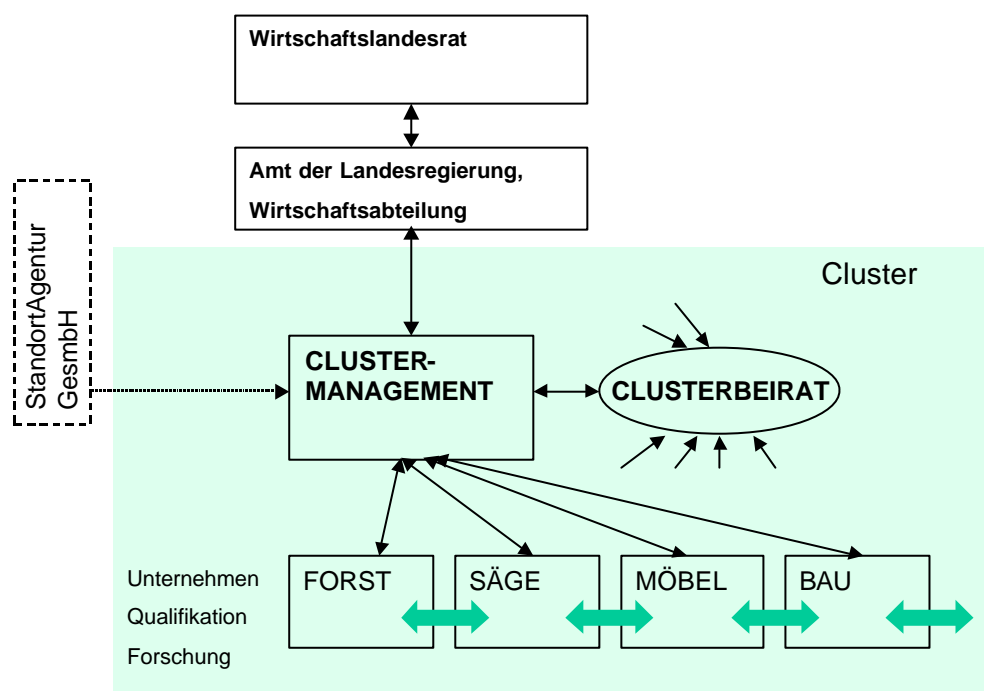 Wirtschaftslandesrat
Amt der Landesregierung,
Wirtschaftsabteilung
StandortAgentur
GesmbH
Cluster
CLUSTER-
MANAGEMENT
CLUSTERBEIRAT
Unternehmen
Qualifikation
Forschung
FORST
SÄGE
MÖBEL
BAU